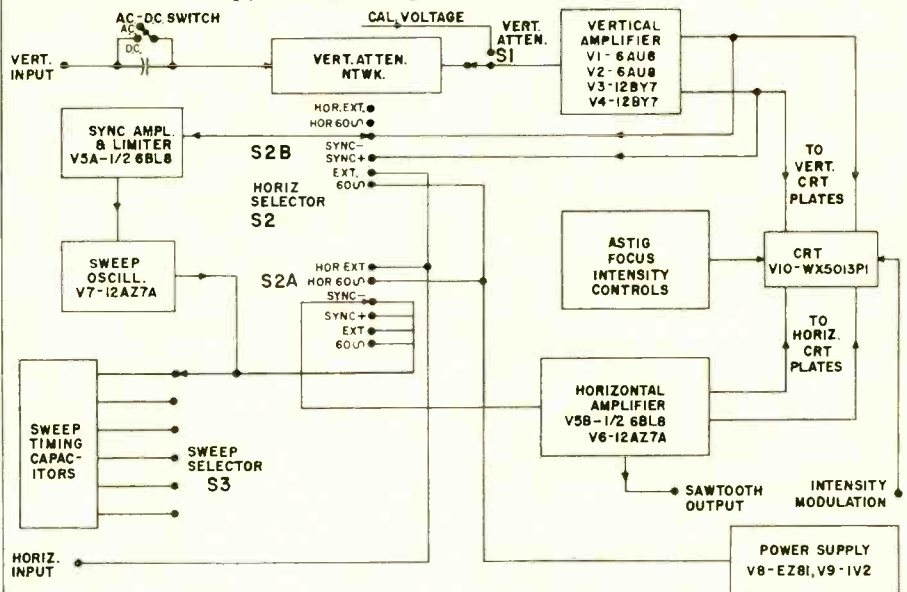 AC-DC SWITCH
AC
D.C.
VERT.
INPUT
VERT. ATTEN.
NTWK.
CAL. VOLTAGE
VERT.
ATTEN.
S1
VERTICAL
AMPLIFIER
V1-6AU8
V2-6AU8
V3-12BY7
V4-12BY7
SYNC AMPL.
& LIMITER
V5A-1/2 6BL8
S2B
HOR. EXT.
HOR 60∿
SYNC-
SYNC+
EXT.
60∿
HORIZ
SELECTOR
S2
TO
VERT.
CRT
PLATES
SWEEP
OSCILL.
V7-12AZ7A
S2A
HOR EXT
HOR 60∿
SYNC-
SYNC+
EXT
60∿
ASTIG
FOCUS
INTENSITY
CONTROLS
CRT
V10-WX5013P1
TO
HORIZ.
CRT
PLATES
SWEEP
TIMING
CAPAC-
ITORS
SWEEP
SELECTOR
S3
HORIZONTAL
AMPLIFIER
V5B-1/2 6BL8
V6-12AZ7A
SAWTOOTH
OUTPUT
INTENSITY
MODULATION
HORIZ.
INPUT
POWER SUPPLY
V8-EZ81, V9-1V2